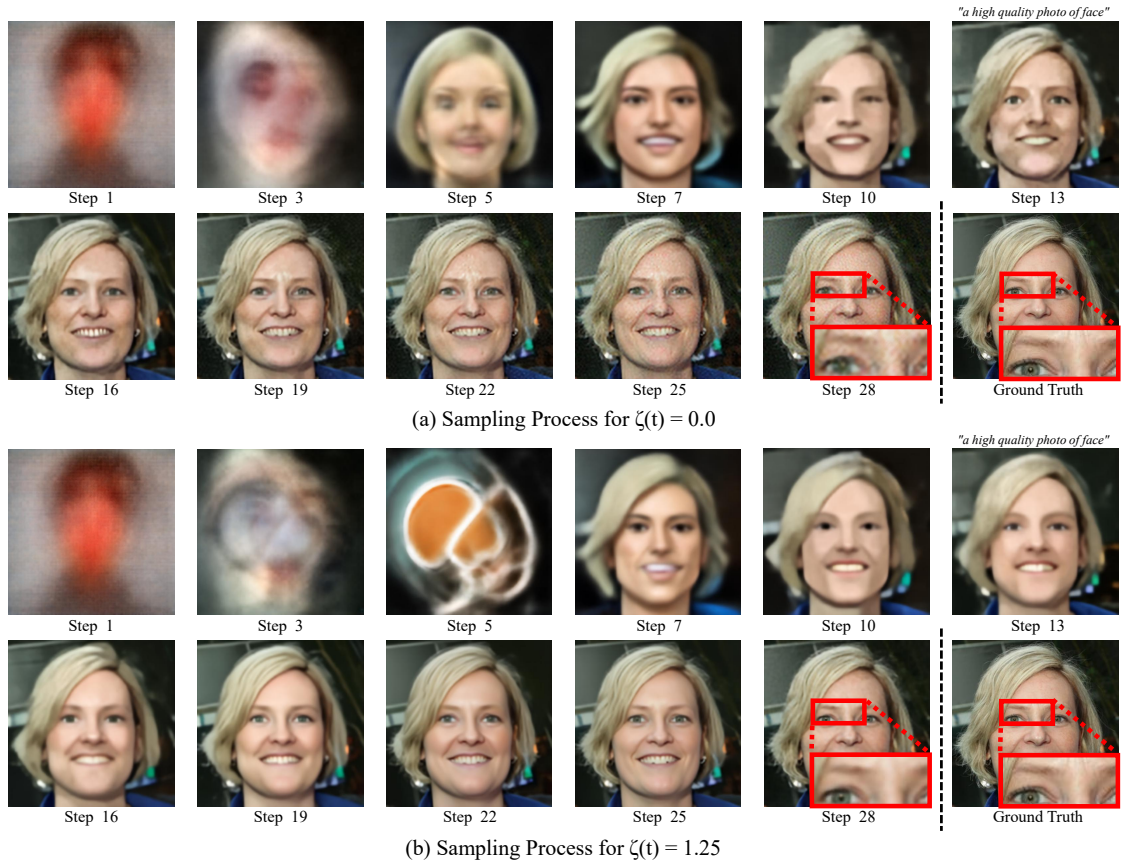 "a high quality photo of face"
Step 1
Step 3
Step 5
Step 7
Step 10
Step 13
Step 16
Step 19
Step 22
Step 25
Step 28
Ground Truth
(a) Sampling Process for ζ(t) = 0.0
"a high quality photo of face"
Step 1
Step 3
Step 5
Step 7
Step 10
Step 13
Step 16
Step 19
Step 22
Step 25
Step 28
Ground Truth
(b) Sampling Process for ζ(t) = 1.25